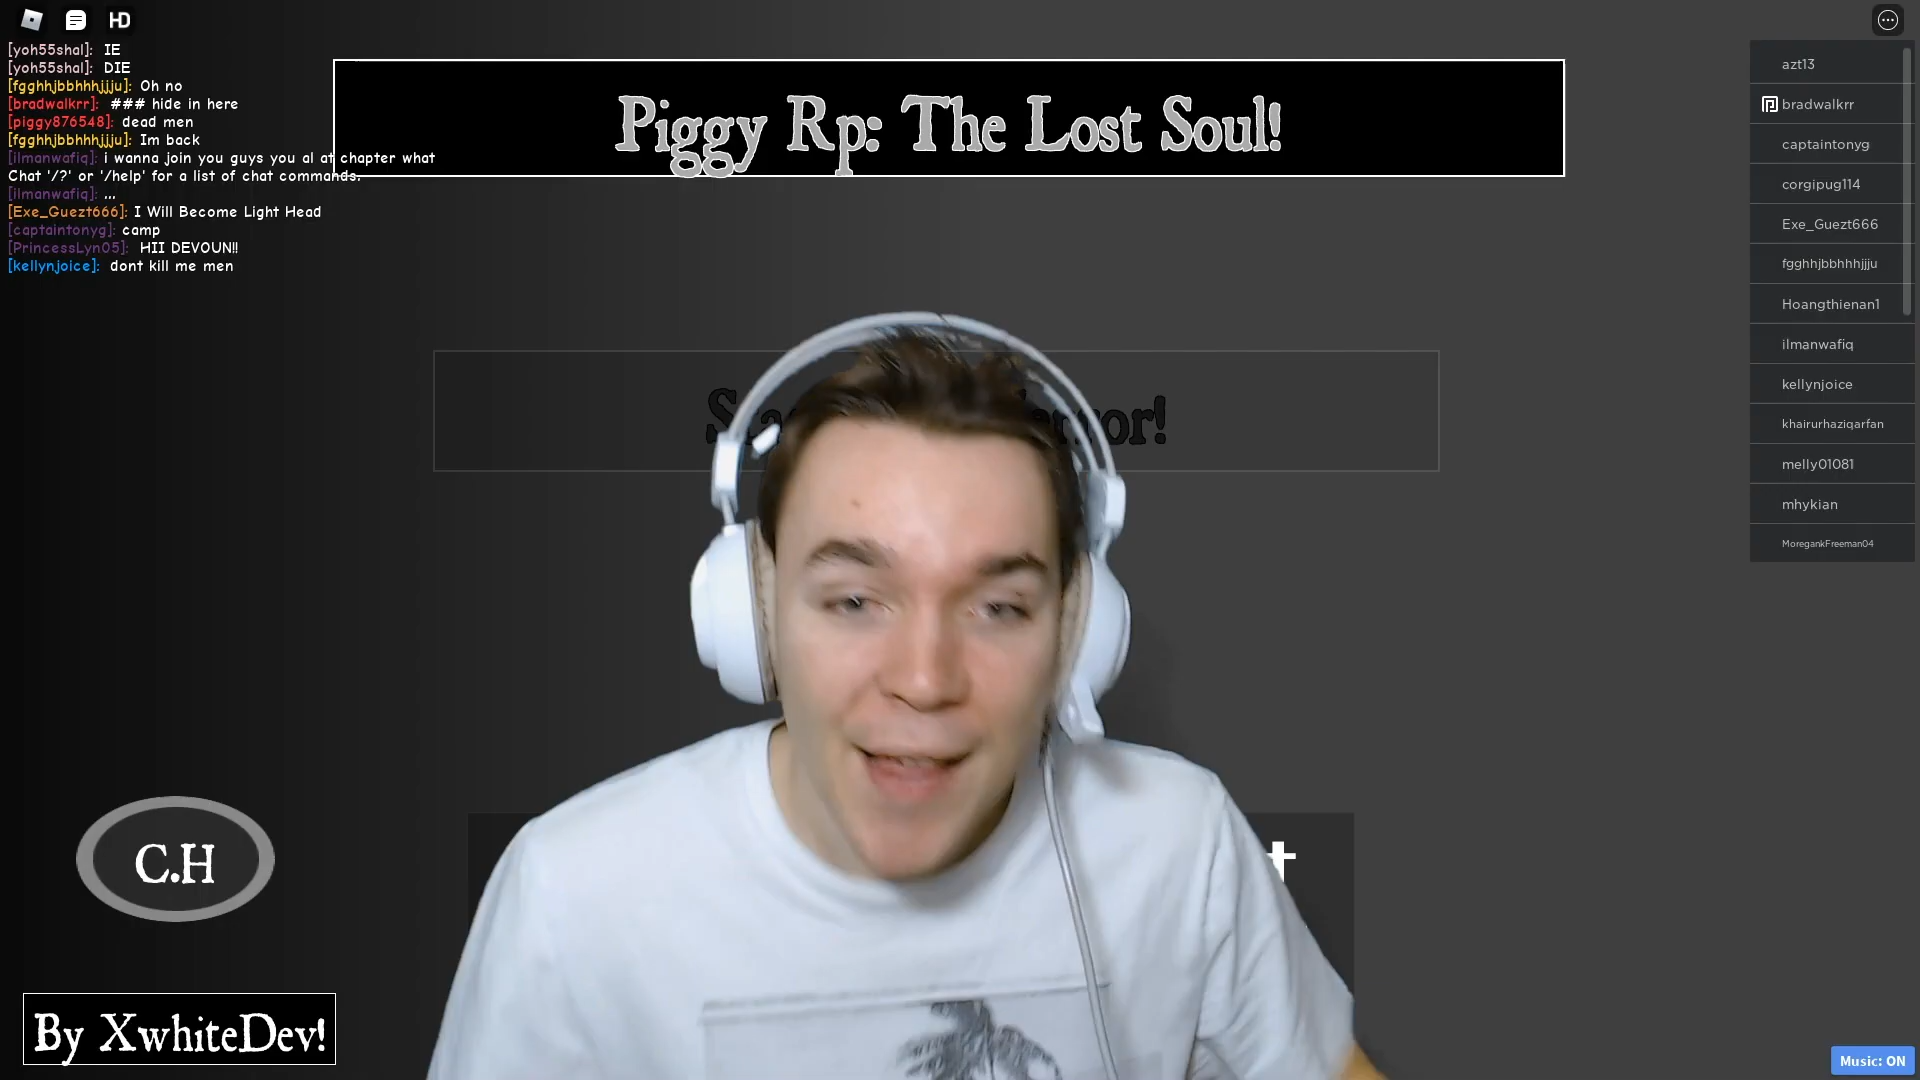 HD
[yoh55shal]: IE
[yoh55shal]: DIE
[fgghhjbbhhhjjju]: Oh no
[bradwalkrr]: ### hide in here
[piggy876548]: dead men
[fgghhjbbhhhjjju]: Im back
[ilmanwafiq]: i wanna join you guys you al at chapter what
Chat '/?' or '/help' for a list of chat commands.
[ilmanwafiq]: ...
[Exe_Guezt666]: I Will Become Light Head
[captaintonyg]: camp
[PrincessLyn05]: HII DEVOUN!!
[kellynjoice]: dont kill me men
Piggy Rp: The Lost Soul!
azt13
bradwalkrr
captaintonyg
corgipug114
Exe_Guezt666
fgghhjbbhhhjjju
Hoangthienan1
ilmanwafiq
kellynjoice
khairurhaziqarfan
melly01081
mhykian
MoregankFreeman04
C.H
By XwhiteDev!
Music: ON